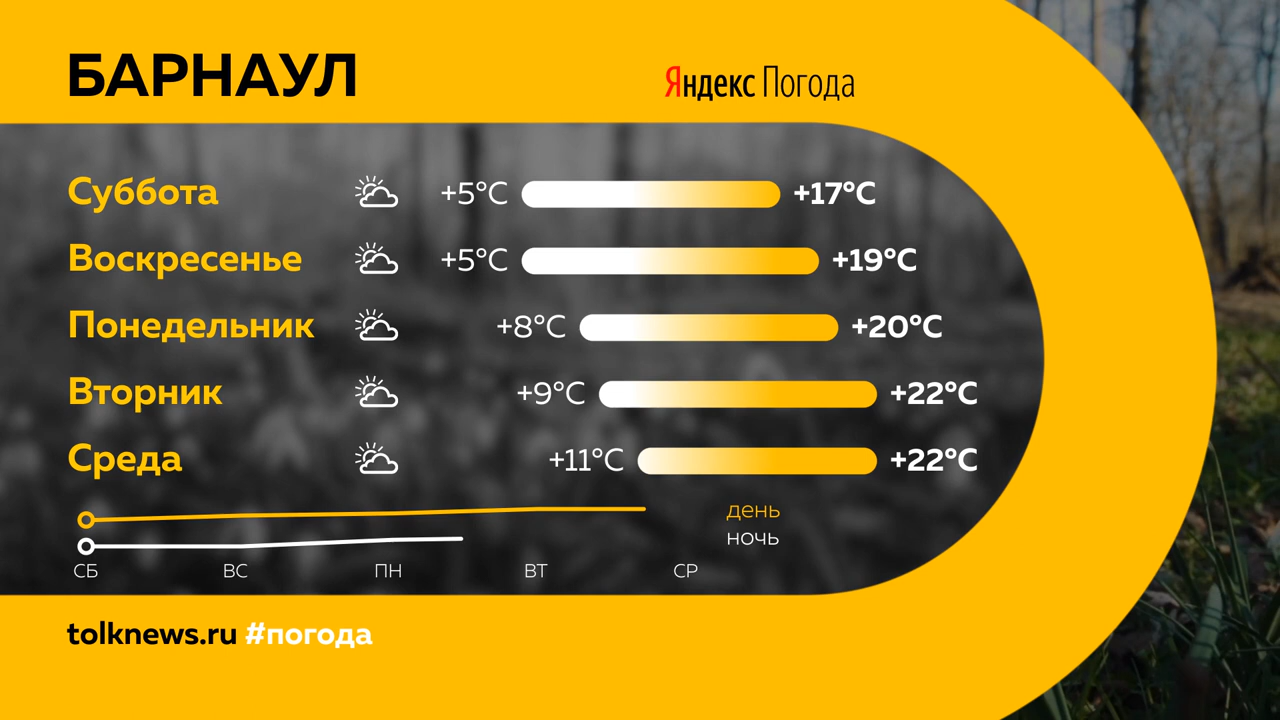 БАРНАУЛ
Яндекс Погода
Суббота +5°C +17°C
Воскресенье +5°C +19°C
Понедельник +8°C +20°C
Вторник +9°C +22°C
Среда +11°C +22°C
день
ночь
СБ ВС ПН ВТ СР
tolknews.ru #погода